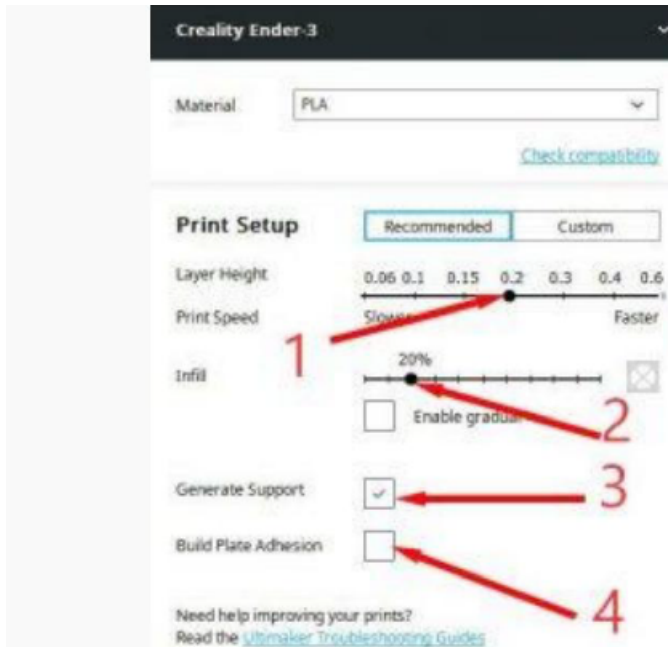 Creality Ender-3
Material PLA
Check compatibility
Print Setup Recommended Custom
Layer Height 0.06 0.1 0.15 0.2 0.3 0.4 0.6
Print Speed Slower Faster
1
Infill 20%
Enable gradual
2
Generate Support 3
Build Plate Adhesion
4
Need help improving your prints?
Read the Ultimaker Troubleshooting Guides